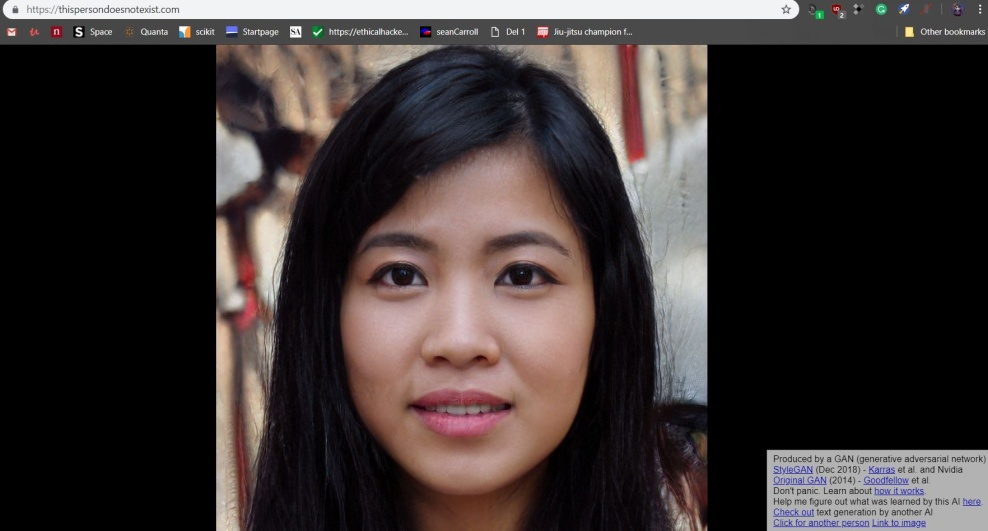 https://thispersondoesnotexist.com
1 2
n S Space Quanta scikit Startpage SA https://ethicalhacke... seanCarroll Del 1 Jiu-jitsu champion f... Other bookmarks
Produced by a GAN (generative adversarial network)
StyleGAN (Dec 2018) - Karras et al. and Nvidia
Original GAN (2014) - Goodfellow et al.
Don't panic. Learn about how it works.
Help me figure out what was learned by this AI here.
Check out text generation by another AI
Click for another person Link to image